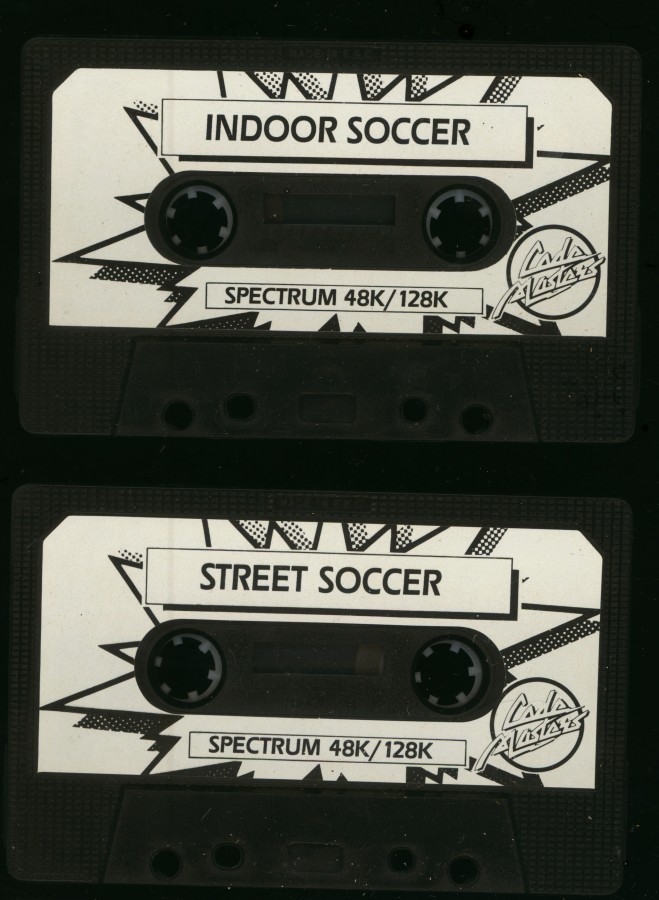 INDOOR SOCCER
SPECTRUM 48K/128K
Code
Masters
STREET SOCCER
SPECTRUM 48K/128K
Code
Masters